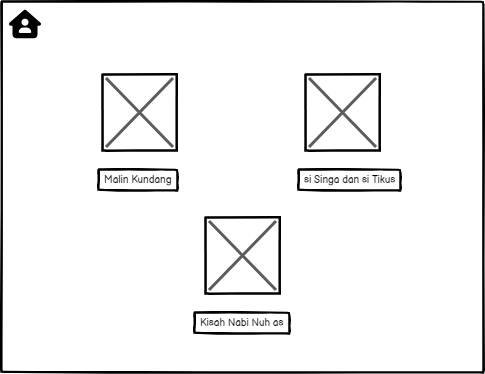 Malin Kundang
si Singa dan si Tikus
Kisah Nabi Nuh as